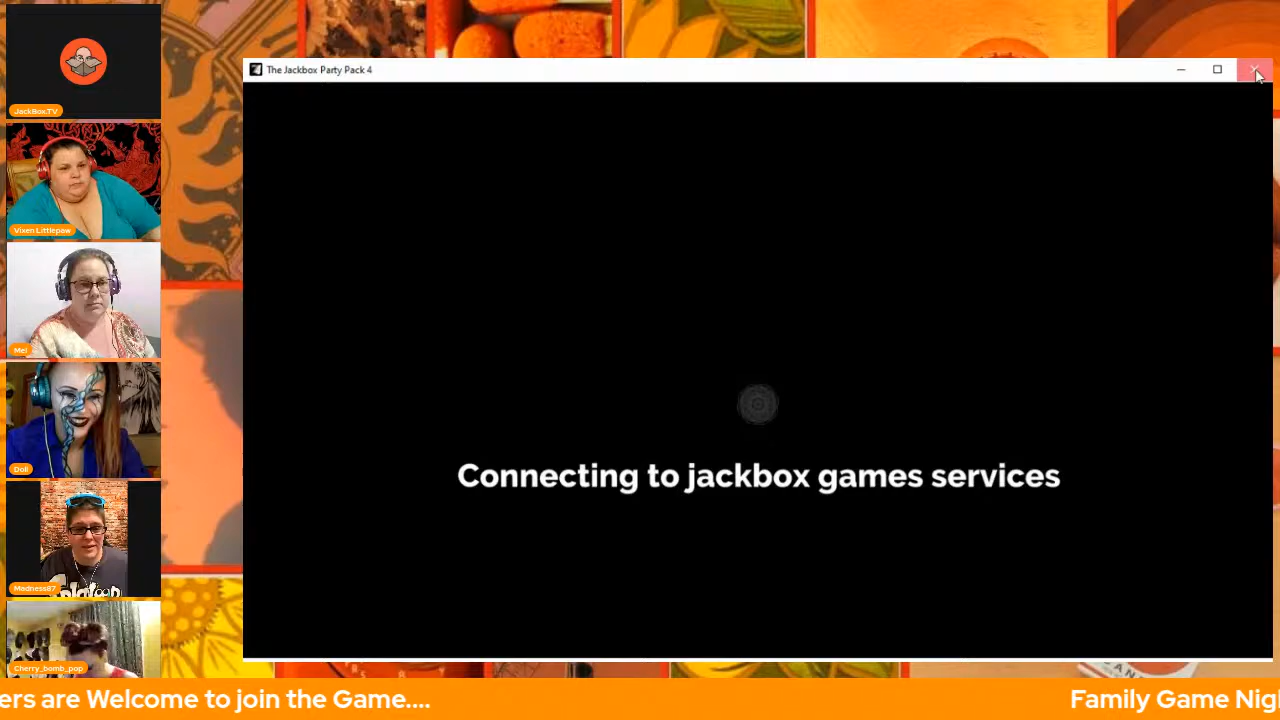 JackBox.TV
Vixen Littlepaw
Mel
Doll
Madness87
Cherry_bomb_pop
The Jackbox Party Pack 4
Connecting to jackbox games services
ers are Welcome to join the Game....
Family Game Nigh